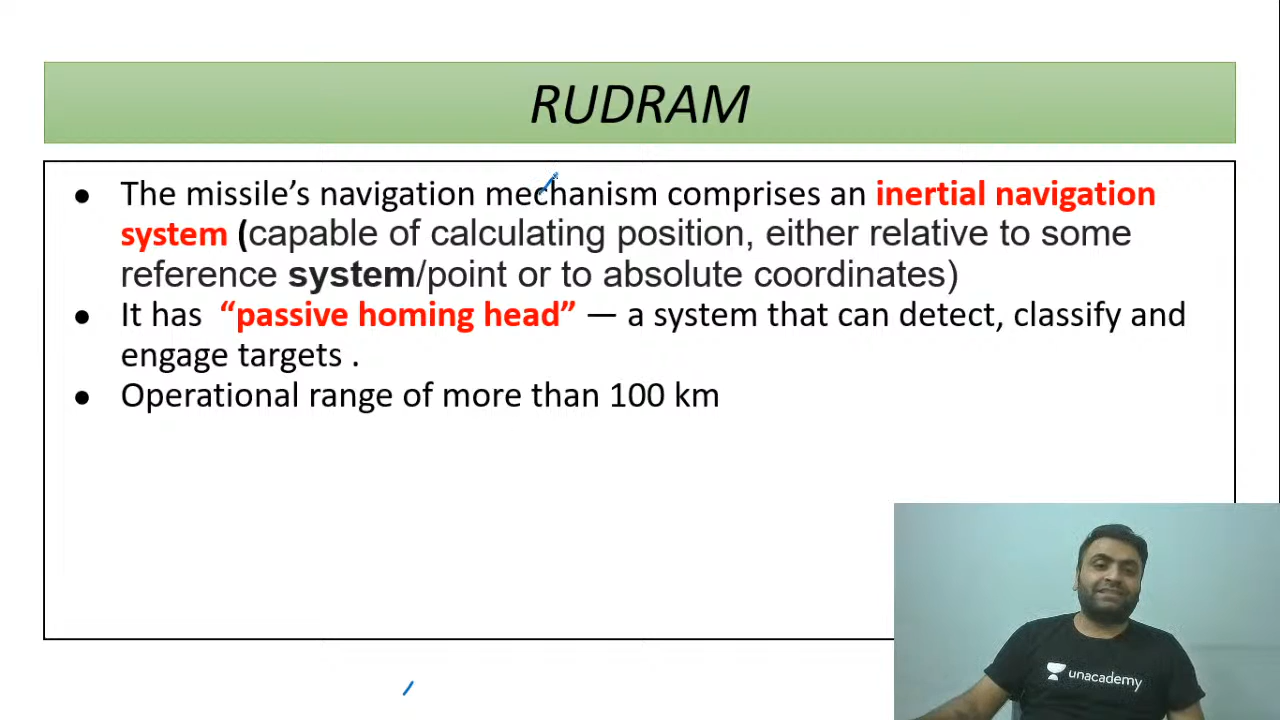 RUDRAM
● The missile’s navigation mechanism comprises an inertial navigation
system (capable of calculating position, either relative to some
reference system/point or to absolute coordinates)
● It has “passive homing head” — a system that can detect, classify and
engage targets .
● Operational range of more than 100 km
unacademy